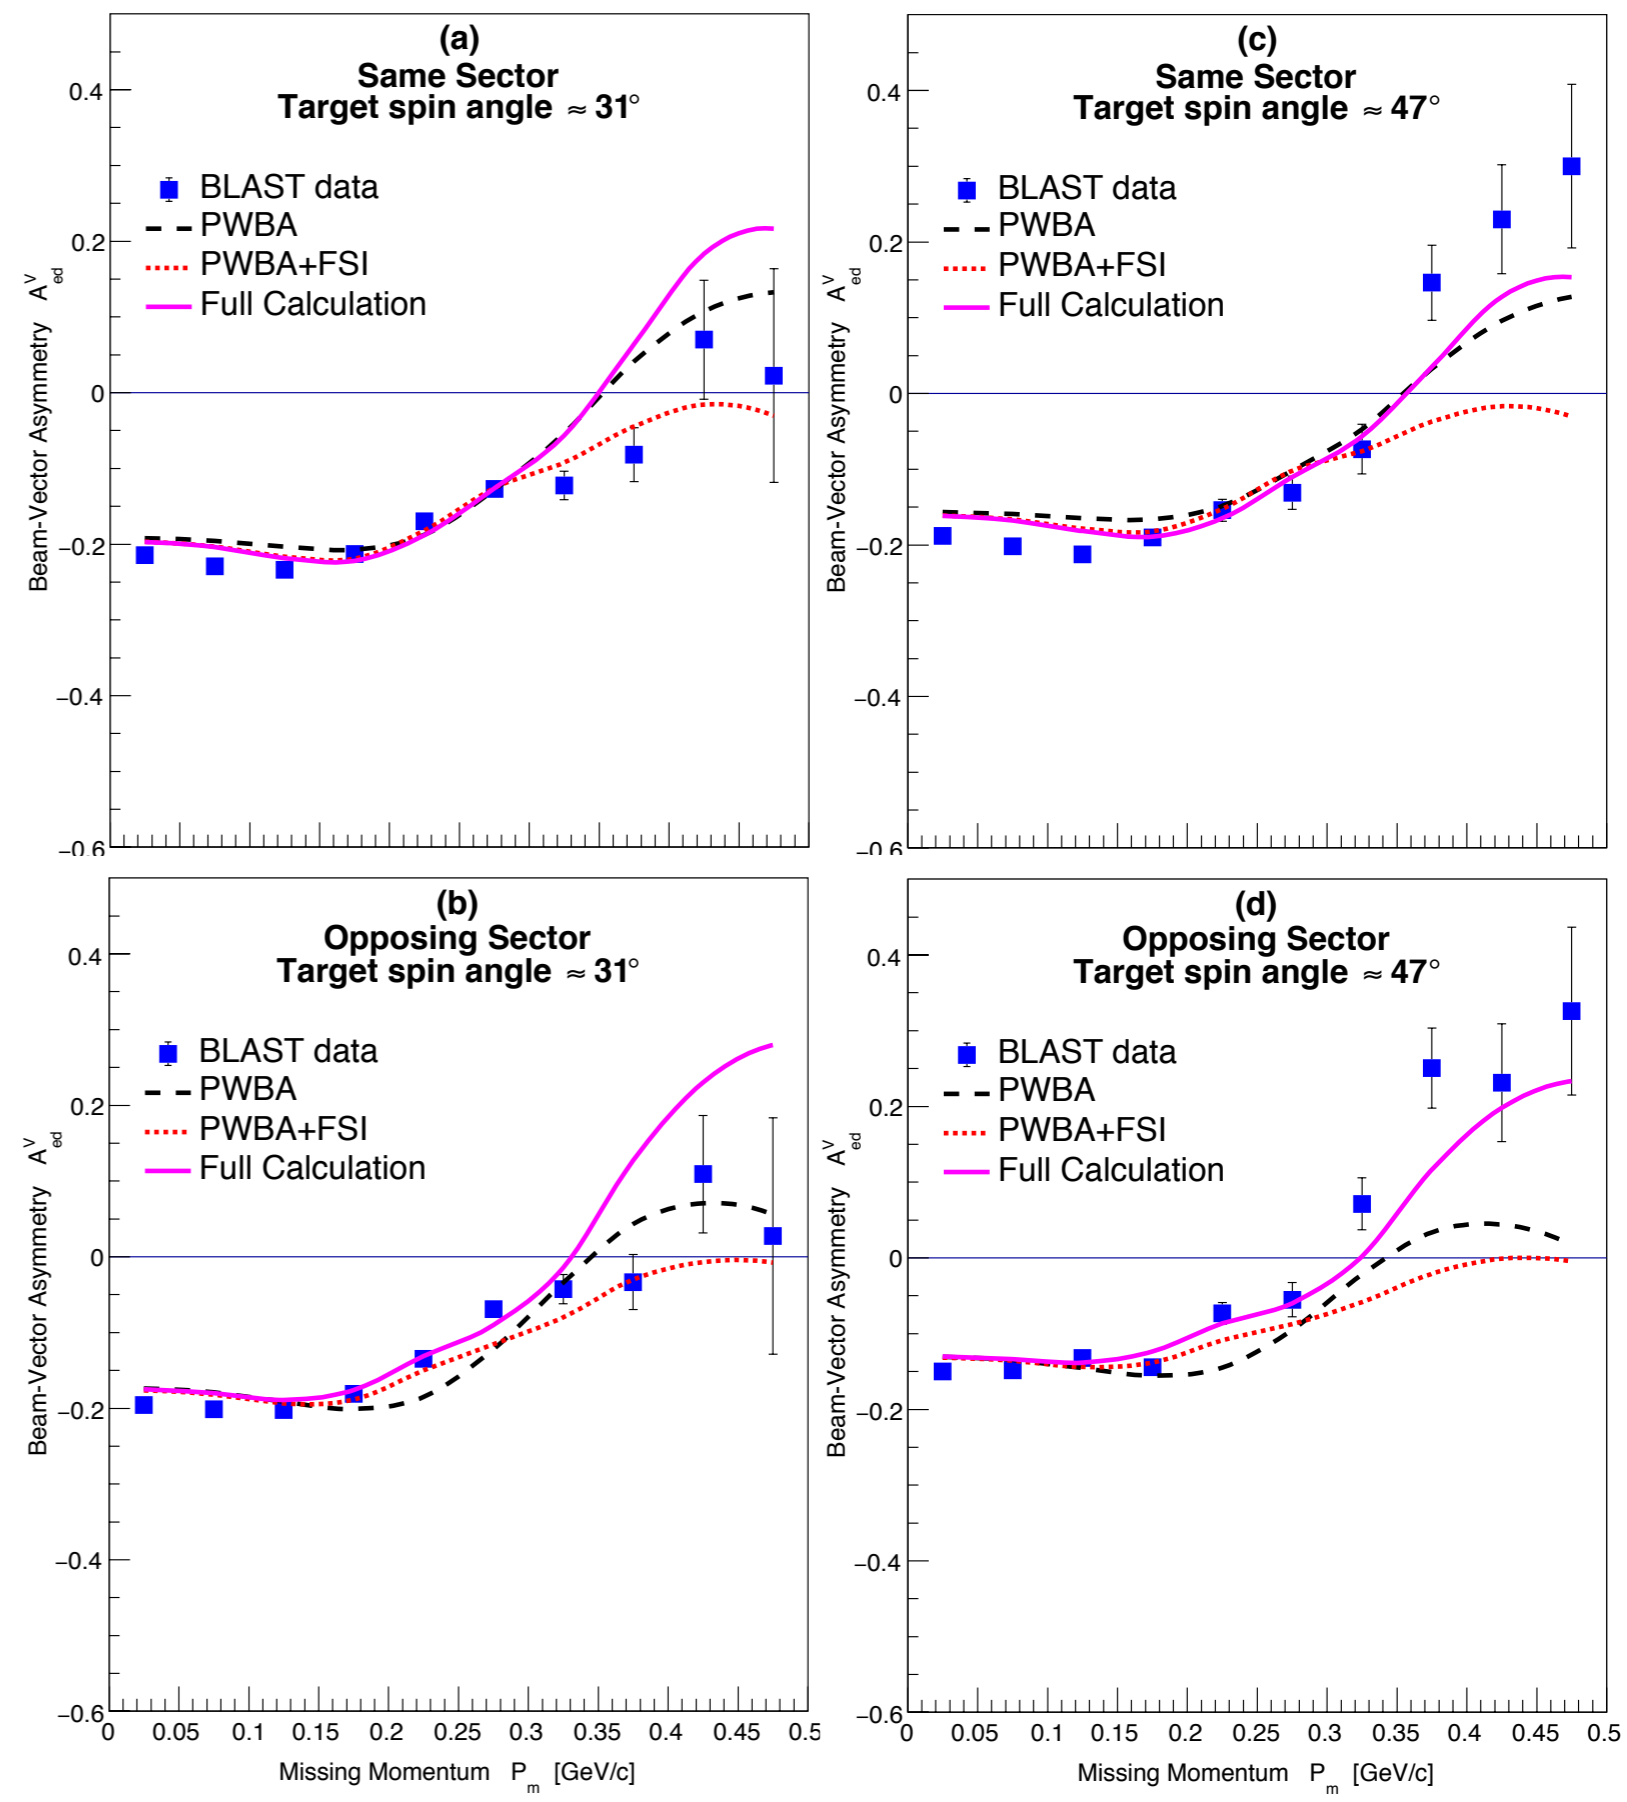 (a)
Same Sector
Target spin angle ≈ 31°
BLAST data
PWBA
PWBA+FSI
Full Calculation
0.4
0.2
0
−0.2
−0.4
−0.6
Beam-Vector Asymmetry A^V_ed
(c)
Same Sector
Target spin angle ≈ 47°
BLAST data
PWBA
PWBA+FSI
Full Calculation
0.4
0.2
0
−0.2
−0.4
−0.6
Beam-Vector Asymmetry A^V_ed
(b)
Opposing Sector
Target spin angle ≈ 31°
BLAST data
PWBA
PWBA+FSI
Full Calculation
0.4
0.2
0
−0.2
−0.4
−0.6
Beam-Vector Asymmetry A^V_ed
0 0.05 0.1 0.15 0.2 0.25 0.3 0.35 0.4 0.45 0.5
Missing Momentum P_m [GeV/c]
(d)
Opposing Sector
Target spin angle ≈ 47°
BLAST data
PWBA
PWBA+FSI
Full Calculation
0.4
0.2
0
−0.2
−0.4
−0.6
Beam-Vector Asymmetry A^V_ed
0 0.05 0.1 0.15 0.2 0.25 0.3 0.35 0.4 0.45 0.5
Missing Momentum P_m [GeV/c]